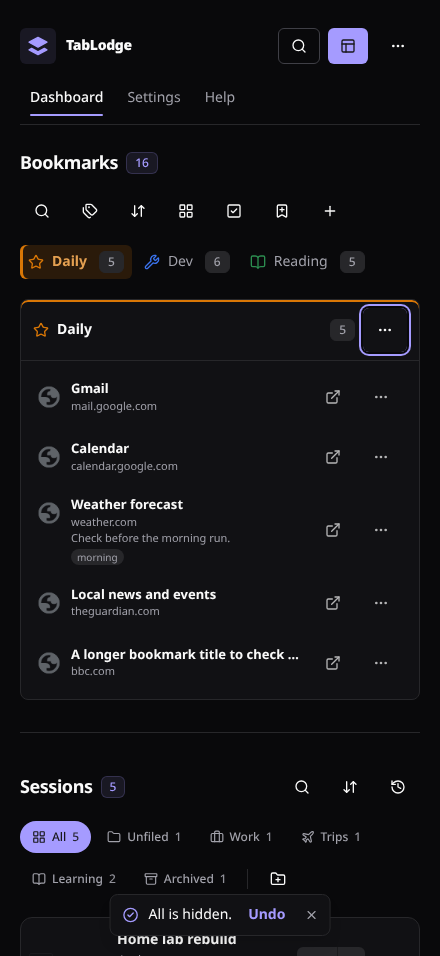 TabLodge
Dashboard Settings Help
Bookmarks 16
Daily 5 Dev 6 Reading 5
Daily 5
Gmail
mail.google.com
Calendar
calendar.google.com
Weather forecast
weather.com
Check before the morning run.
morning
Local news and events
theguardian.com
A longer bookmark title to check ...
bbc.com
Sessions 5
All 5 Unfiled 1 Work 1 Trips 1
Learning 2 Archived 1
All is hidden. Undo
Home lab rebuild